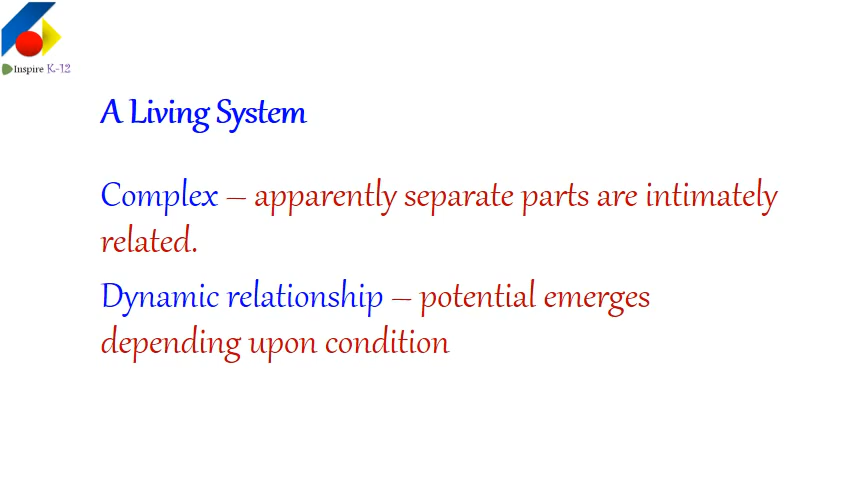 Inspire K-12
A Living System
Complex – apparently separate parts are intimately
related.
Dynamic relationship – potential emerges
depending upon condition